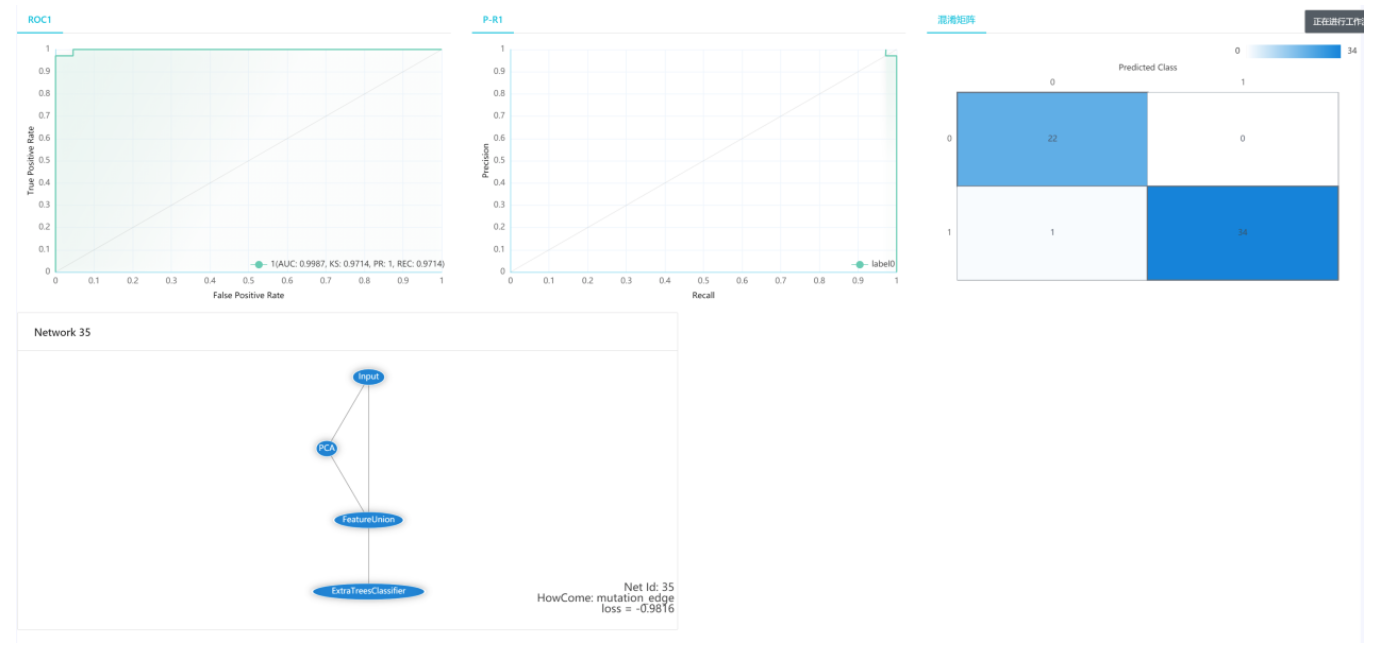 ROC1
1
0.9
0.8
0.7
0.6
0.5
0.4
0.3
0.2
0.1
0
True Positive Rate
1(AUC: 0.9987, KS: 0.9714, PR: 1, REC: 0.9714)
0 0.1 0.2 0.3 0.4 0.5 0.6 0.7 0.8 0.9 1
False Positive Rate
P-R1
1
0.9
0.8
0.7
0.6
0.5
0.4
0.3
0.2
0.1
0
Precision
label0
0 0.1 0.2 0.3 0.4 0.5 0.6 0.7 0.8 0.9 1
Recall
混淆矩阵
正在进行工作
0 34
Predicted Class
0 1
0 22 0
1 1 34
Network 35
Input
PCA
FeatureUnion
ExtraTreesClassifier
Net Id: 35
HowCome: mutation_edge
loss = -0.9816